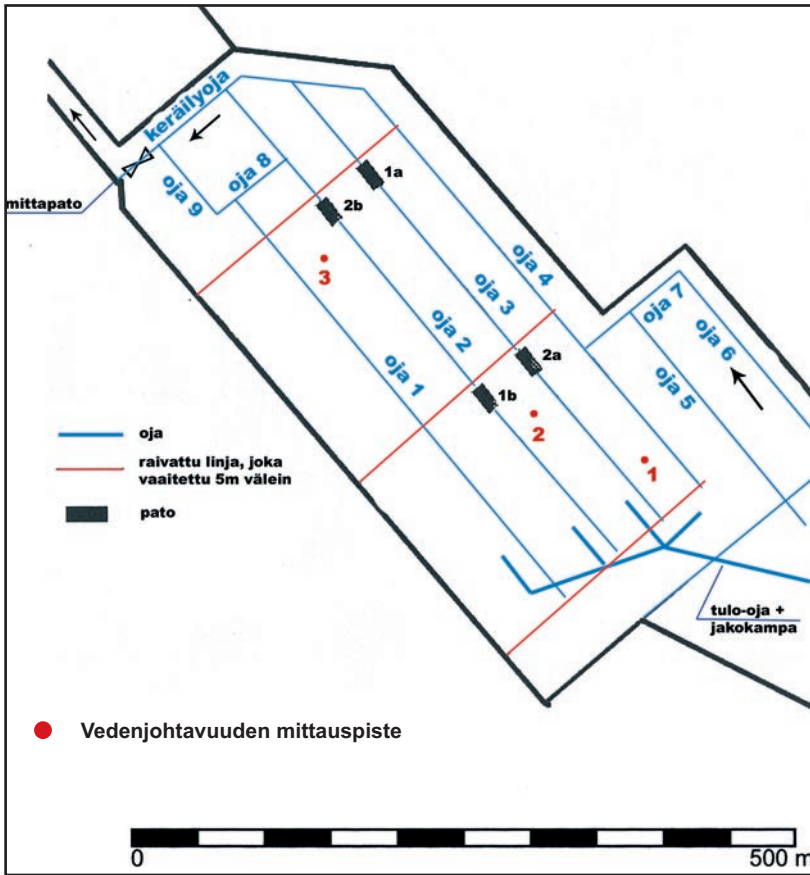 keräilyoja
oja 8
oja 9
mittapato
1a
2b
3
oja 4
oja 3
oja 2
oja 1
oja 7
oja 6
oja 5
2a
1b
2
1
oja
raivattu linja, joka
vaaitettu 5m välein
pato
tulo-oja +
jakokampa
Vedenjohtavuuden mittauspiste
0
500 m